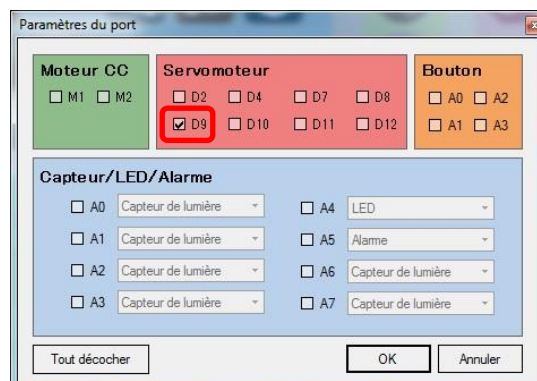 Paramètres du port
Moteur CC
M1 M2
Servomoteur
D2 D4 D7 D8
D9 D10 D11 D12
Bouton
A0 A2
A1 A3
Capteur/LED/Alarme
A0 Capteur de lumière
A4 LED
A1 Capteur de lumière
A5 Alarme
A2 Capteur de lumière
A6 Capteur de lumière
A3 Capteur de lumière
A7 Capteur de lumière
Tout décocher
OK
Annuler